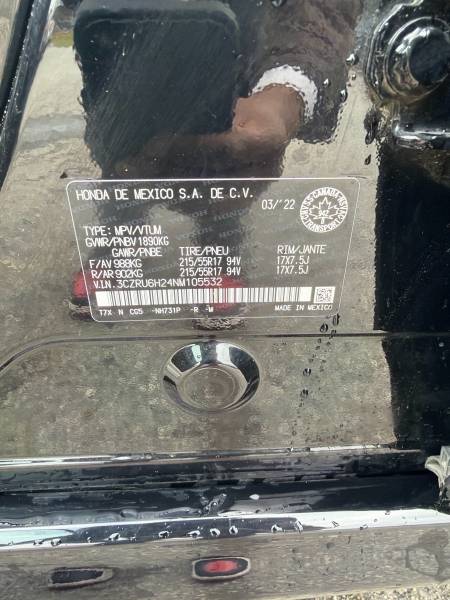 HONDA DE MEXICO S.A. DE C.V.
03/'22
TYPE: MPV/VTUM
GVWR/PNBV 1890KG
GAWR/PNBE TIRE/PNEU RIM/JANTE
F/AV 988KG 215/55R17 94V 17X7.5J
R/AR 902KG 215/55R17 94V 17X7.5J
V.I.N. 3CZRU6H24NM105532
T7X N CG5 -NH731P -R -M MADE IN MEXICO